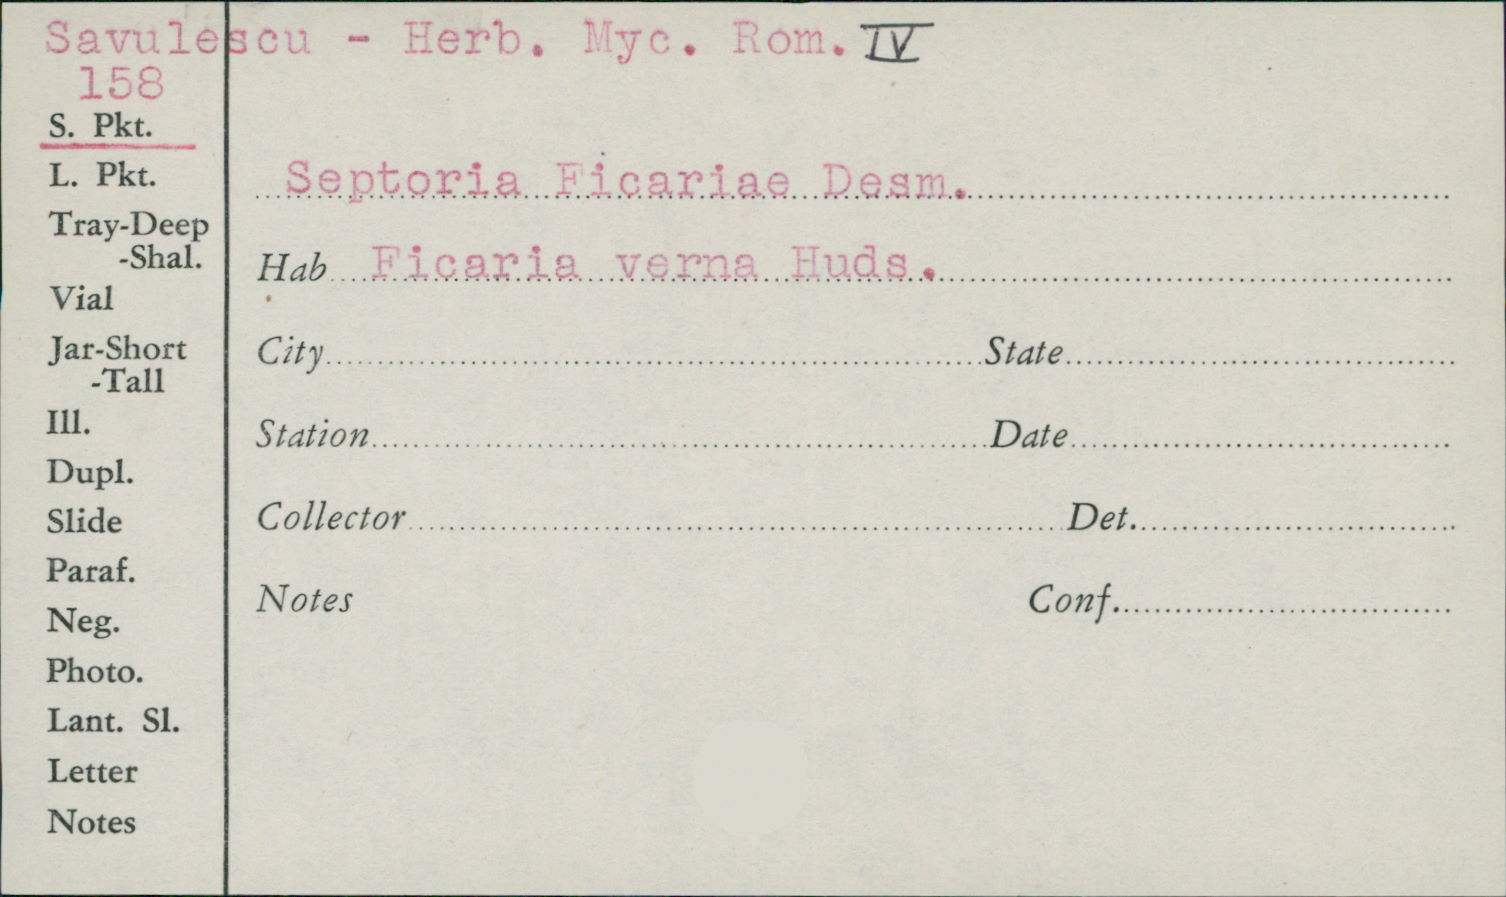 Savulescu - Herb. Myc. Rom. IV
158
S. Pkt.
L. Pkt.
Tray-Deep
-Shal.
Vial
Jar-Short
-Tall
Ill.
Dupl.
Slide
Paraf.
Neg.
Photo.
Lant. Sl.
Letter
Notes
Septoria Ficariae Desm.
Hab Ficaria verna Huds.
City State
Station Date
Collector Det.
Notes Conf.